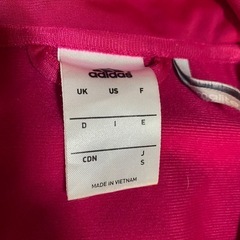 adidas
UK US F
D I E
CDN J
S
MADE IN VIETNAM